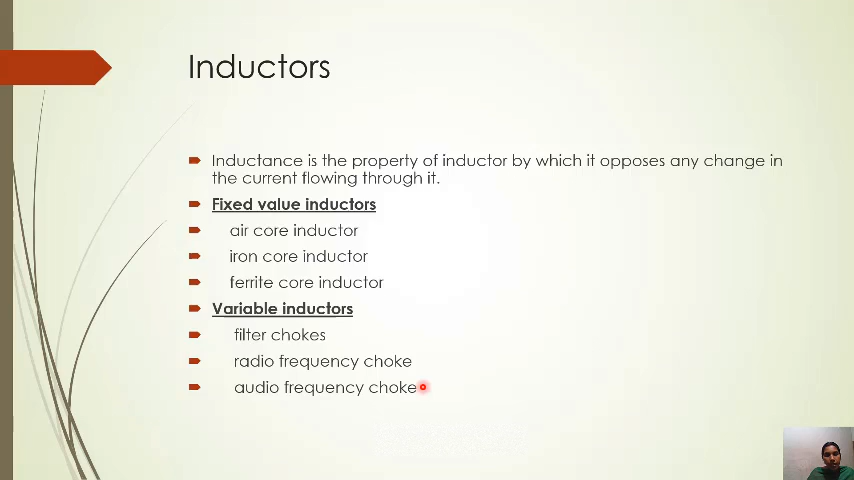 Inductors
Inductance is the property of inductor by which it opposes any change in
the current flowing through it.
Fixed value inductors
air core inductor
iron core inductor
ferrite core inductor
Variable inductors
filter chokes
radio frequency choke
audio frequency choke